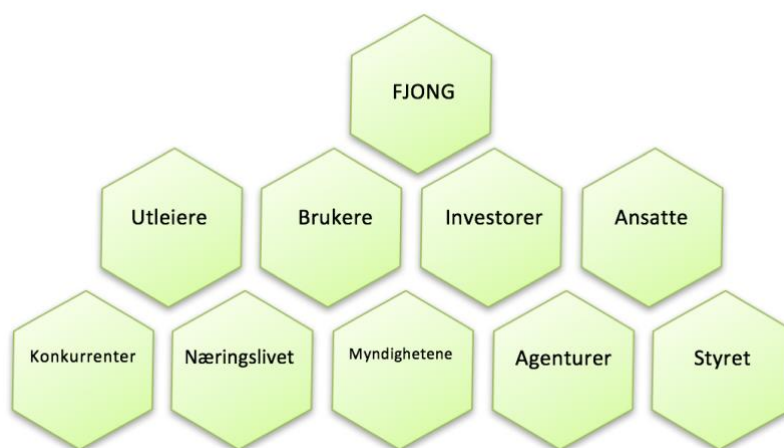 FJONG
Utleiere Brukere Investorer Ansatte
Konkurrenter Næringslivet Myndighetene Agenturer Styret